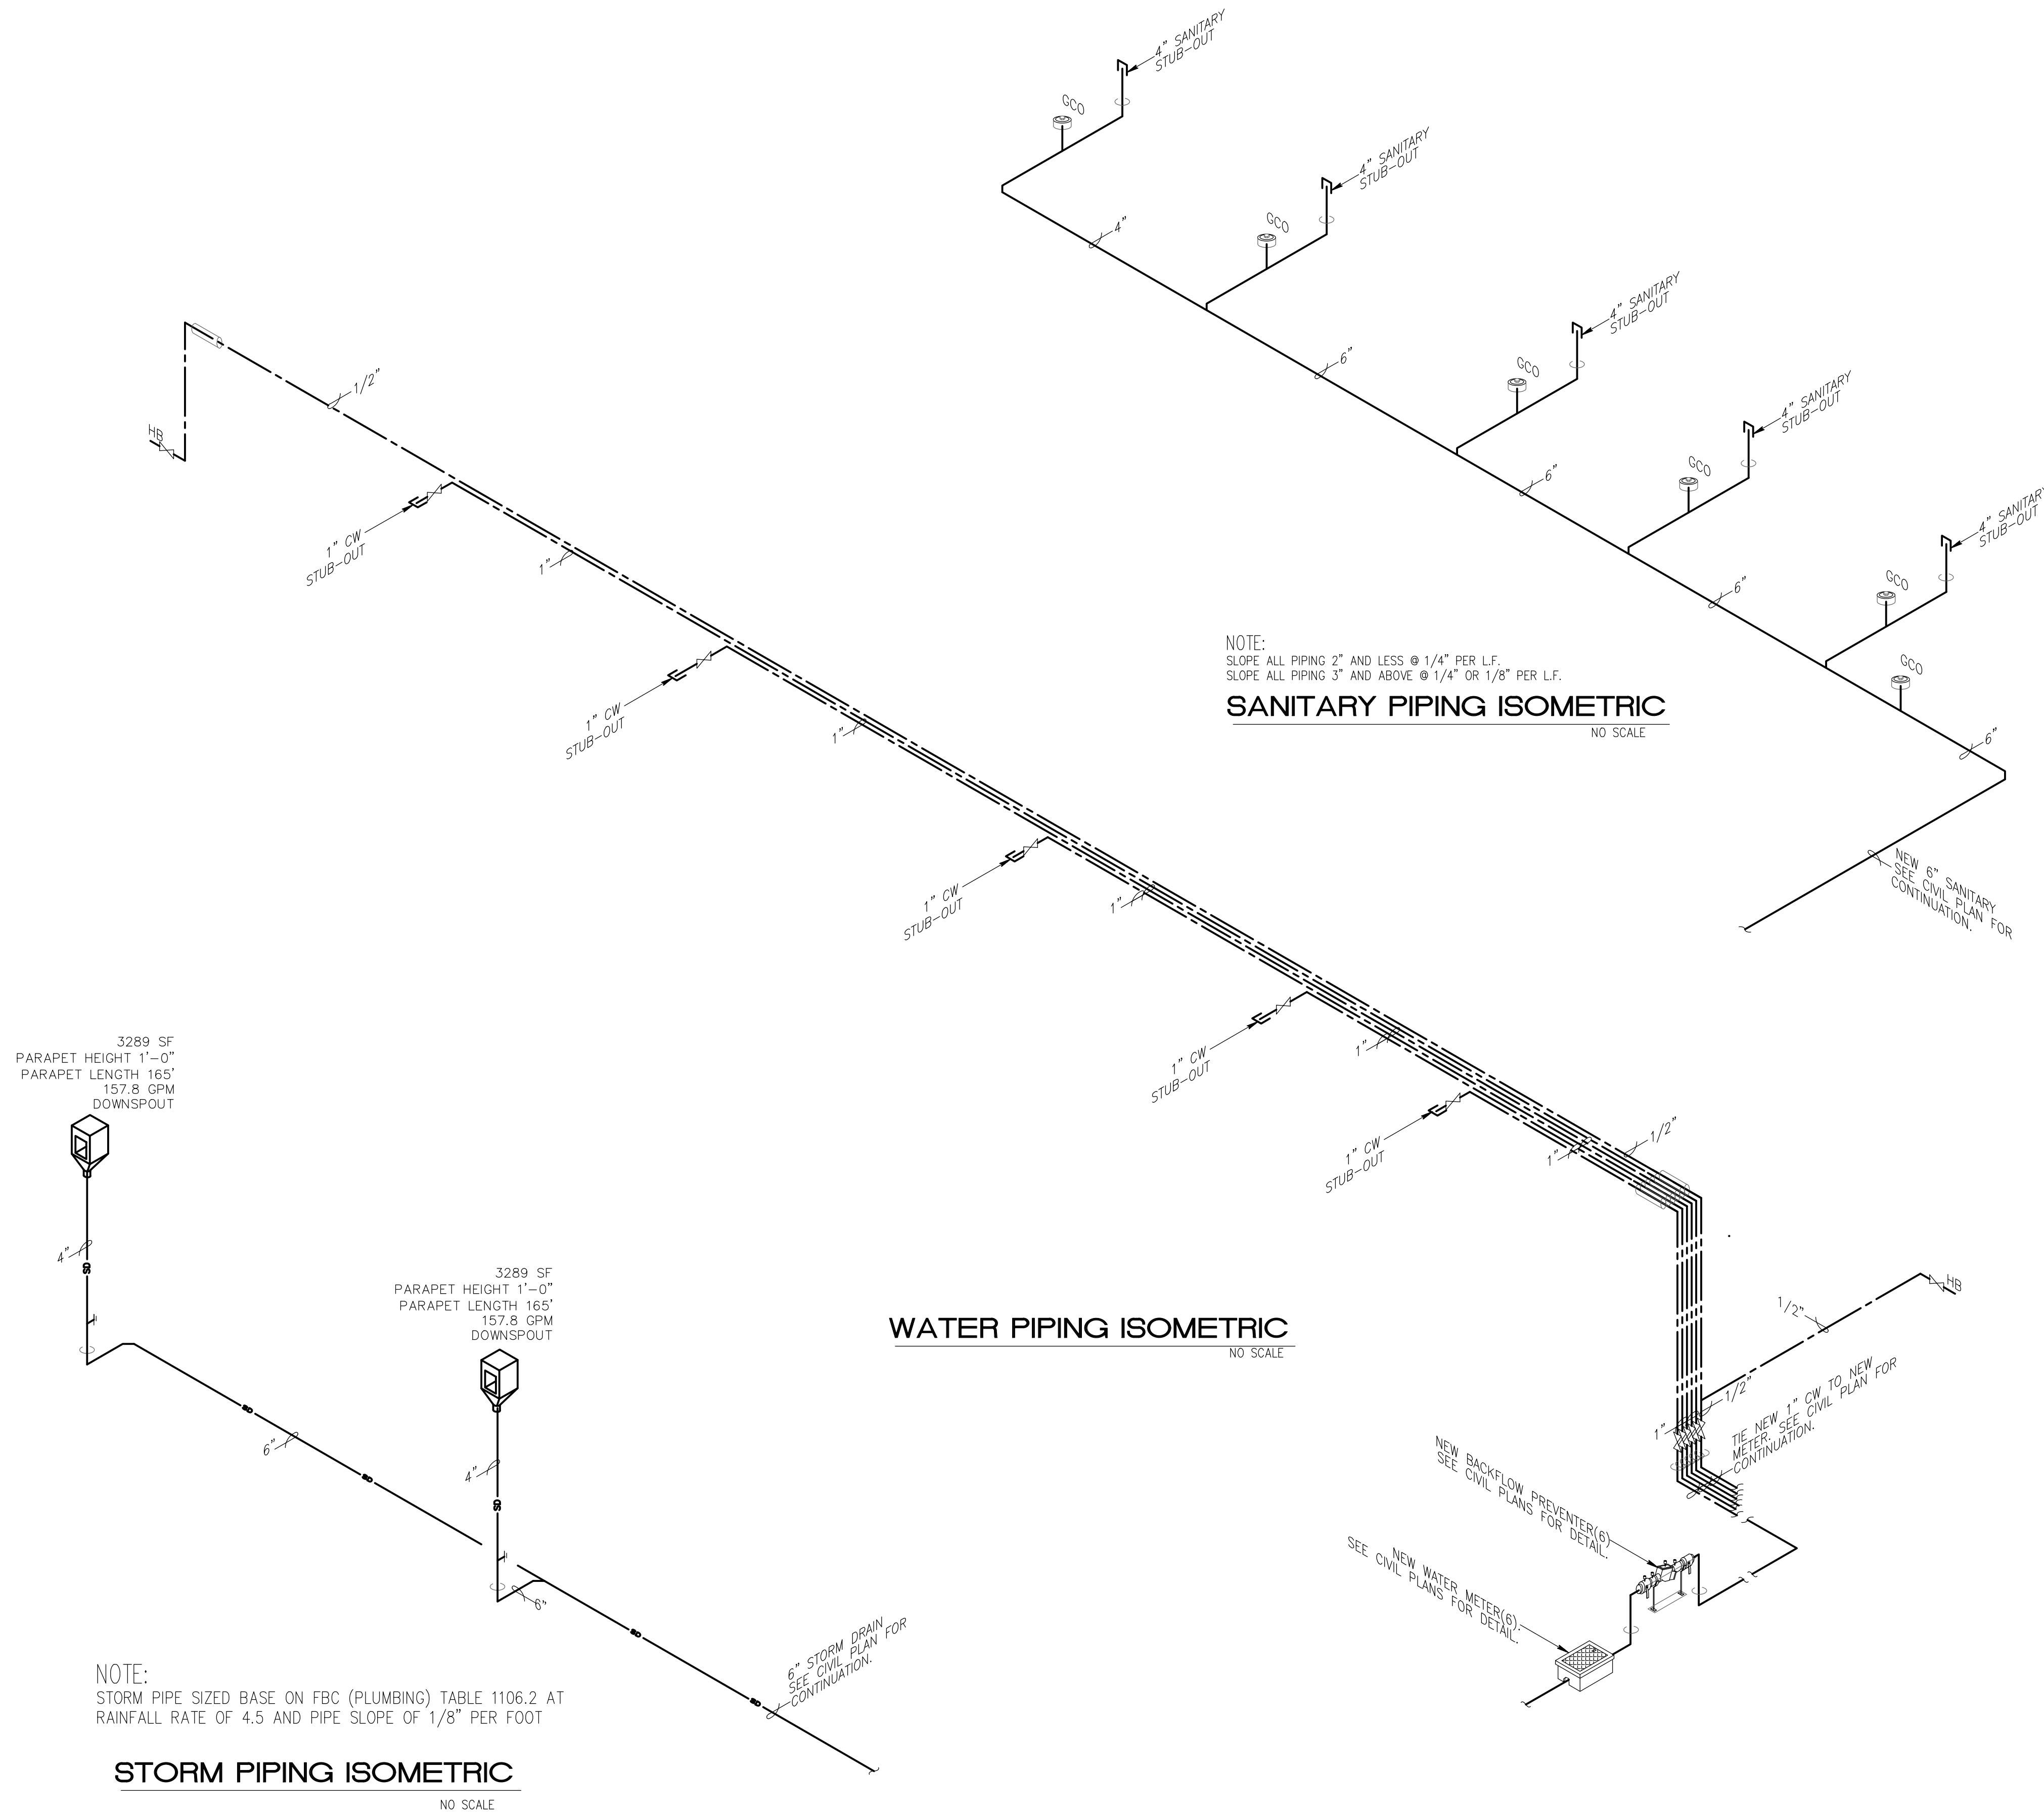 4" SANITARY
STUB-OUT
GCO
4" SANITARY
STUB-OUT
GCO
4"
4" SANITARY
STUB-OUT
GCO
6"
4" SANITARY
STUB-OUT
GCO
6"
4" SANITARY
STUB-OUT
GCO
6"
GCO
6"
NEW 6" SANITARY
SEE CIVIL PLAN FOR
CONTINUATION.
NOTE:
SLOPE ALL PIPING 2" AND LESS @ 1/4" PER L.F.
SLOPE ALL PIPING 3" AND ABOVE @ 1/4" OR 1/8" PER L.F.
SANITARY PIPING ISOMETRIC
NO SCALE
1/2"
HB
1" CW
STUB-OUT
1"
1" CW
STUB-OUT
1"
1" CW
STUB-OUT
1"
1" CW
STUB-OUT
1"
1" CW
STUB-OUT
1"
1/2"
HB
1/2"
1/2"
1"
TIE NEW 1" CW TO NEW
METER. SEE CIVIL PLAN FOR
CONTINUATION.
NEW BACKFLOW PREVENTER(6)
SEE CIVIL PLANS FOR DETAIL.
NEW WATER METER(6).
SEE CIVIL PLANS FOR DETAIL.
WATER PIPING ISOMETRIC
NO SCALE
3289 SF
PARAPET HEIGHT 1'-0"
PARAPET LENGTH 165'
157.8 GPM
DOWNSPOUT
4"
SD
SD
6"
SD
3289 SF
PARAPET HEIGHT 1'-0"
PARAPET LENGTH 165'
157.8 GPM
DOWNSPOUT
4"
SD
6"
SD
SD
6" STORM DRAIN
SEE CIVIL PLAN FOR
CONTINUATION.
NOTE:
STORM PIPE SIZED BASE ON FBC (PLUMBING) TABLE 1106.2 AT
RAINFALL RATE OF 4.5 AND PIPE SLOPE OF 1/8" PER FOOT
STORM PIPING ISOMETRIC
NO SCALE